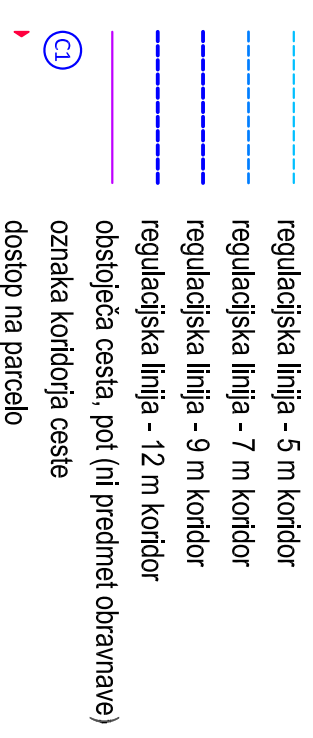 regulacijska linija - 5 m koridor
regulacijska linija - 7 m koridor
regulacijska linija - 9 m koridor
regulacijska linija - 12 m koridor
obstoječa cesta, pot (ni predmet obravnave)
C1 oznaka koridorja ceste
dostop na parcelo